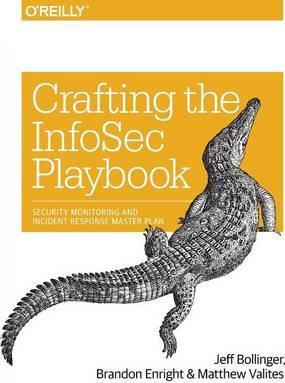 O'REILLY®
Crafting the
InfoSec
Playbook
SECURITY MONITORING AND
INCIDENT RESPONSE MASTER PLAN
Jeff Bollinger,
Brandon Enright & Matthew Valites